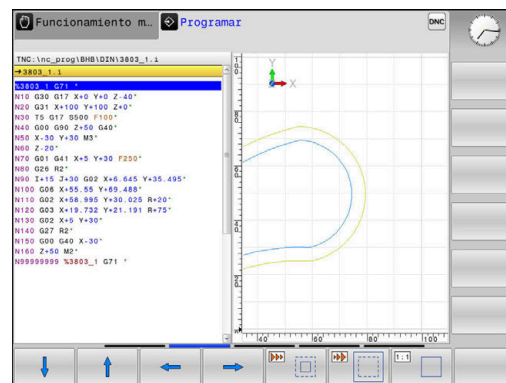 Funcionamiento m… Programar DNC
TNC:\nc_prog\BHB\DIN\3803_1.i
→3803_1.i
%3803_1 G71 *
N10 G30 G17 X+0 Y+0 Z-40*
N20 G31 X+100 Y+100 Z+0*
N30 T5 G17 S500 F100*
N40 G00 G90 Z+50 G40*
N50 X-30 Y+30 M3*
N60 Z-20*
N70 G01 G41 X+5 Y+30 F250*
N80 G26 R2*
N90 I+15 J+30 G02 X+6.645 Y+35.495*
N100 G06 X+55.55 Y+69.488*
N110 G02 X+58.995 Y+30.025 R+20*
N120 G03 X+19.732 Y+21.191 R+75*
N130 G02 X+5 Y+30*
N140 G27 R2*
N150 G00 G40 X-30*
N160 Z+50 M2*
N99999999 %3803_1 G71 *
Y
X
40 60 80 100
1:1